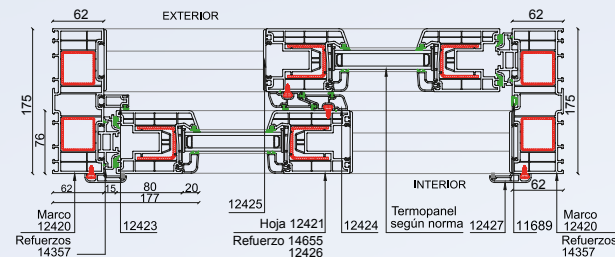 EXTERIOR
62
62
175
76
175
62
15
80
20
177
INTERIOR
62
12425
Marco
12420
Refuerzos
14357
12423
Hoja 12421
Refuerzo 14655
12426
12424
Termopanel
según norma
12427
11689
Marco
12420
Refuerzos
14357